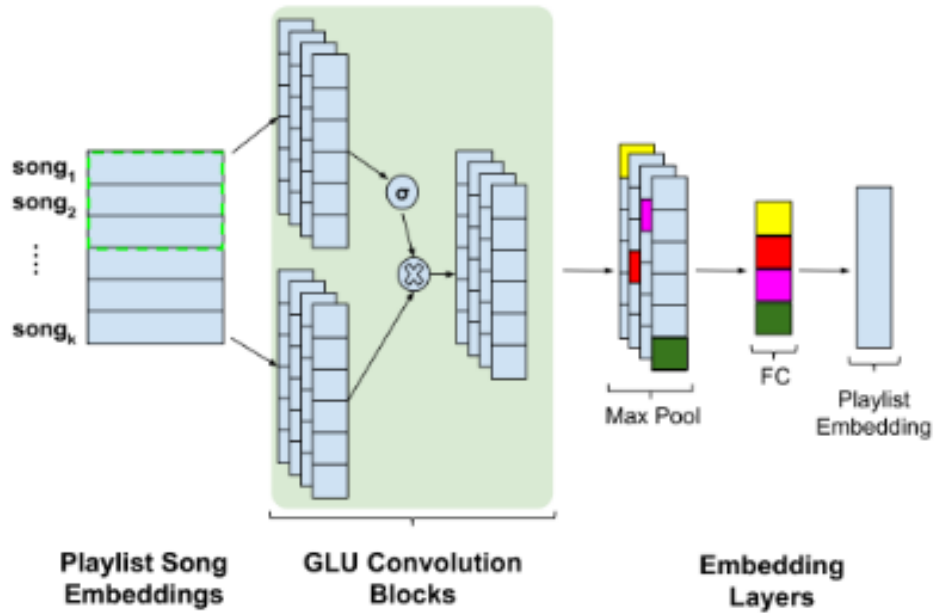 song1
song2
....
songk
σ
X
Max Pool
FC
Playlist
Embedding
Playlist Song
Embeddings
GLU Convolution
Blocks
Embedding
Layers